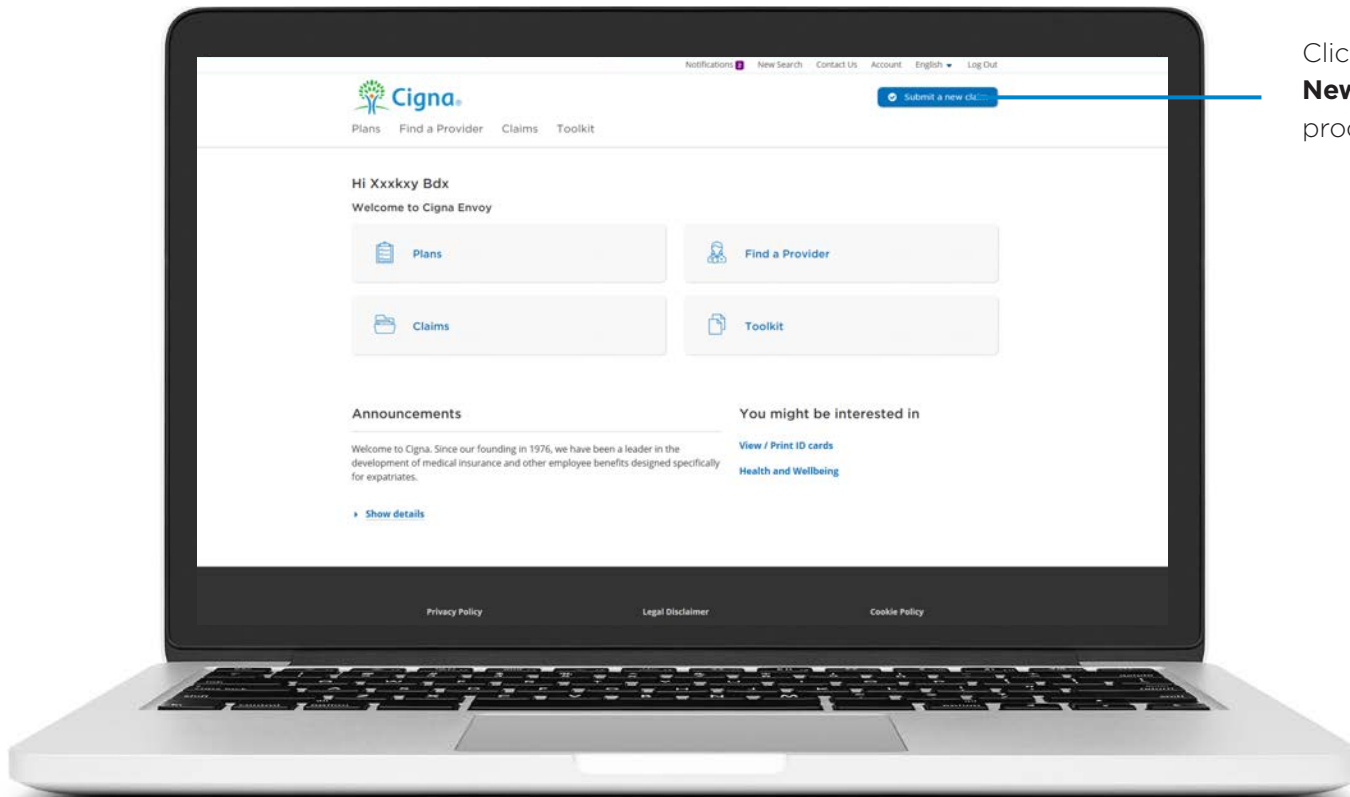 Notifications 2 New Search Contact Us Account English Log Out
Cigna®
Submit a new
Plans Find a Provider Claims Toolkit
Hi Xxxkxy Bdx
Welcome to Cigna Envoy
Plans
Find a Provider
Claims
Toolkit
Announcements
Welcome to Cigna. Since our founding in 1976, we have been a leader in the
development of medical insurance and other employee benefits designed specifically
for expatriates.
Show details
You might be interested in
View / Print ID cards
Health and Wellbeing
Privacy Policy Legal Disclaimer Cookie Policy
Clic
New